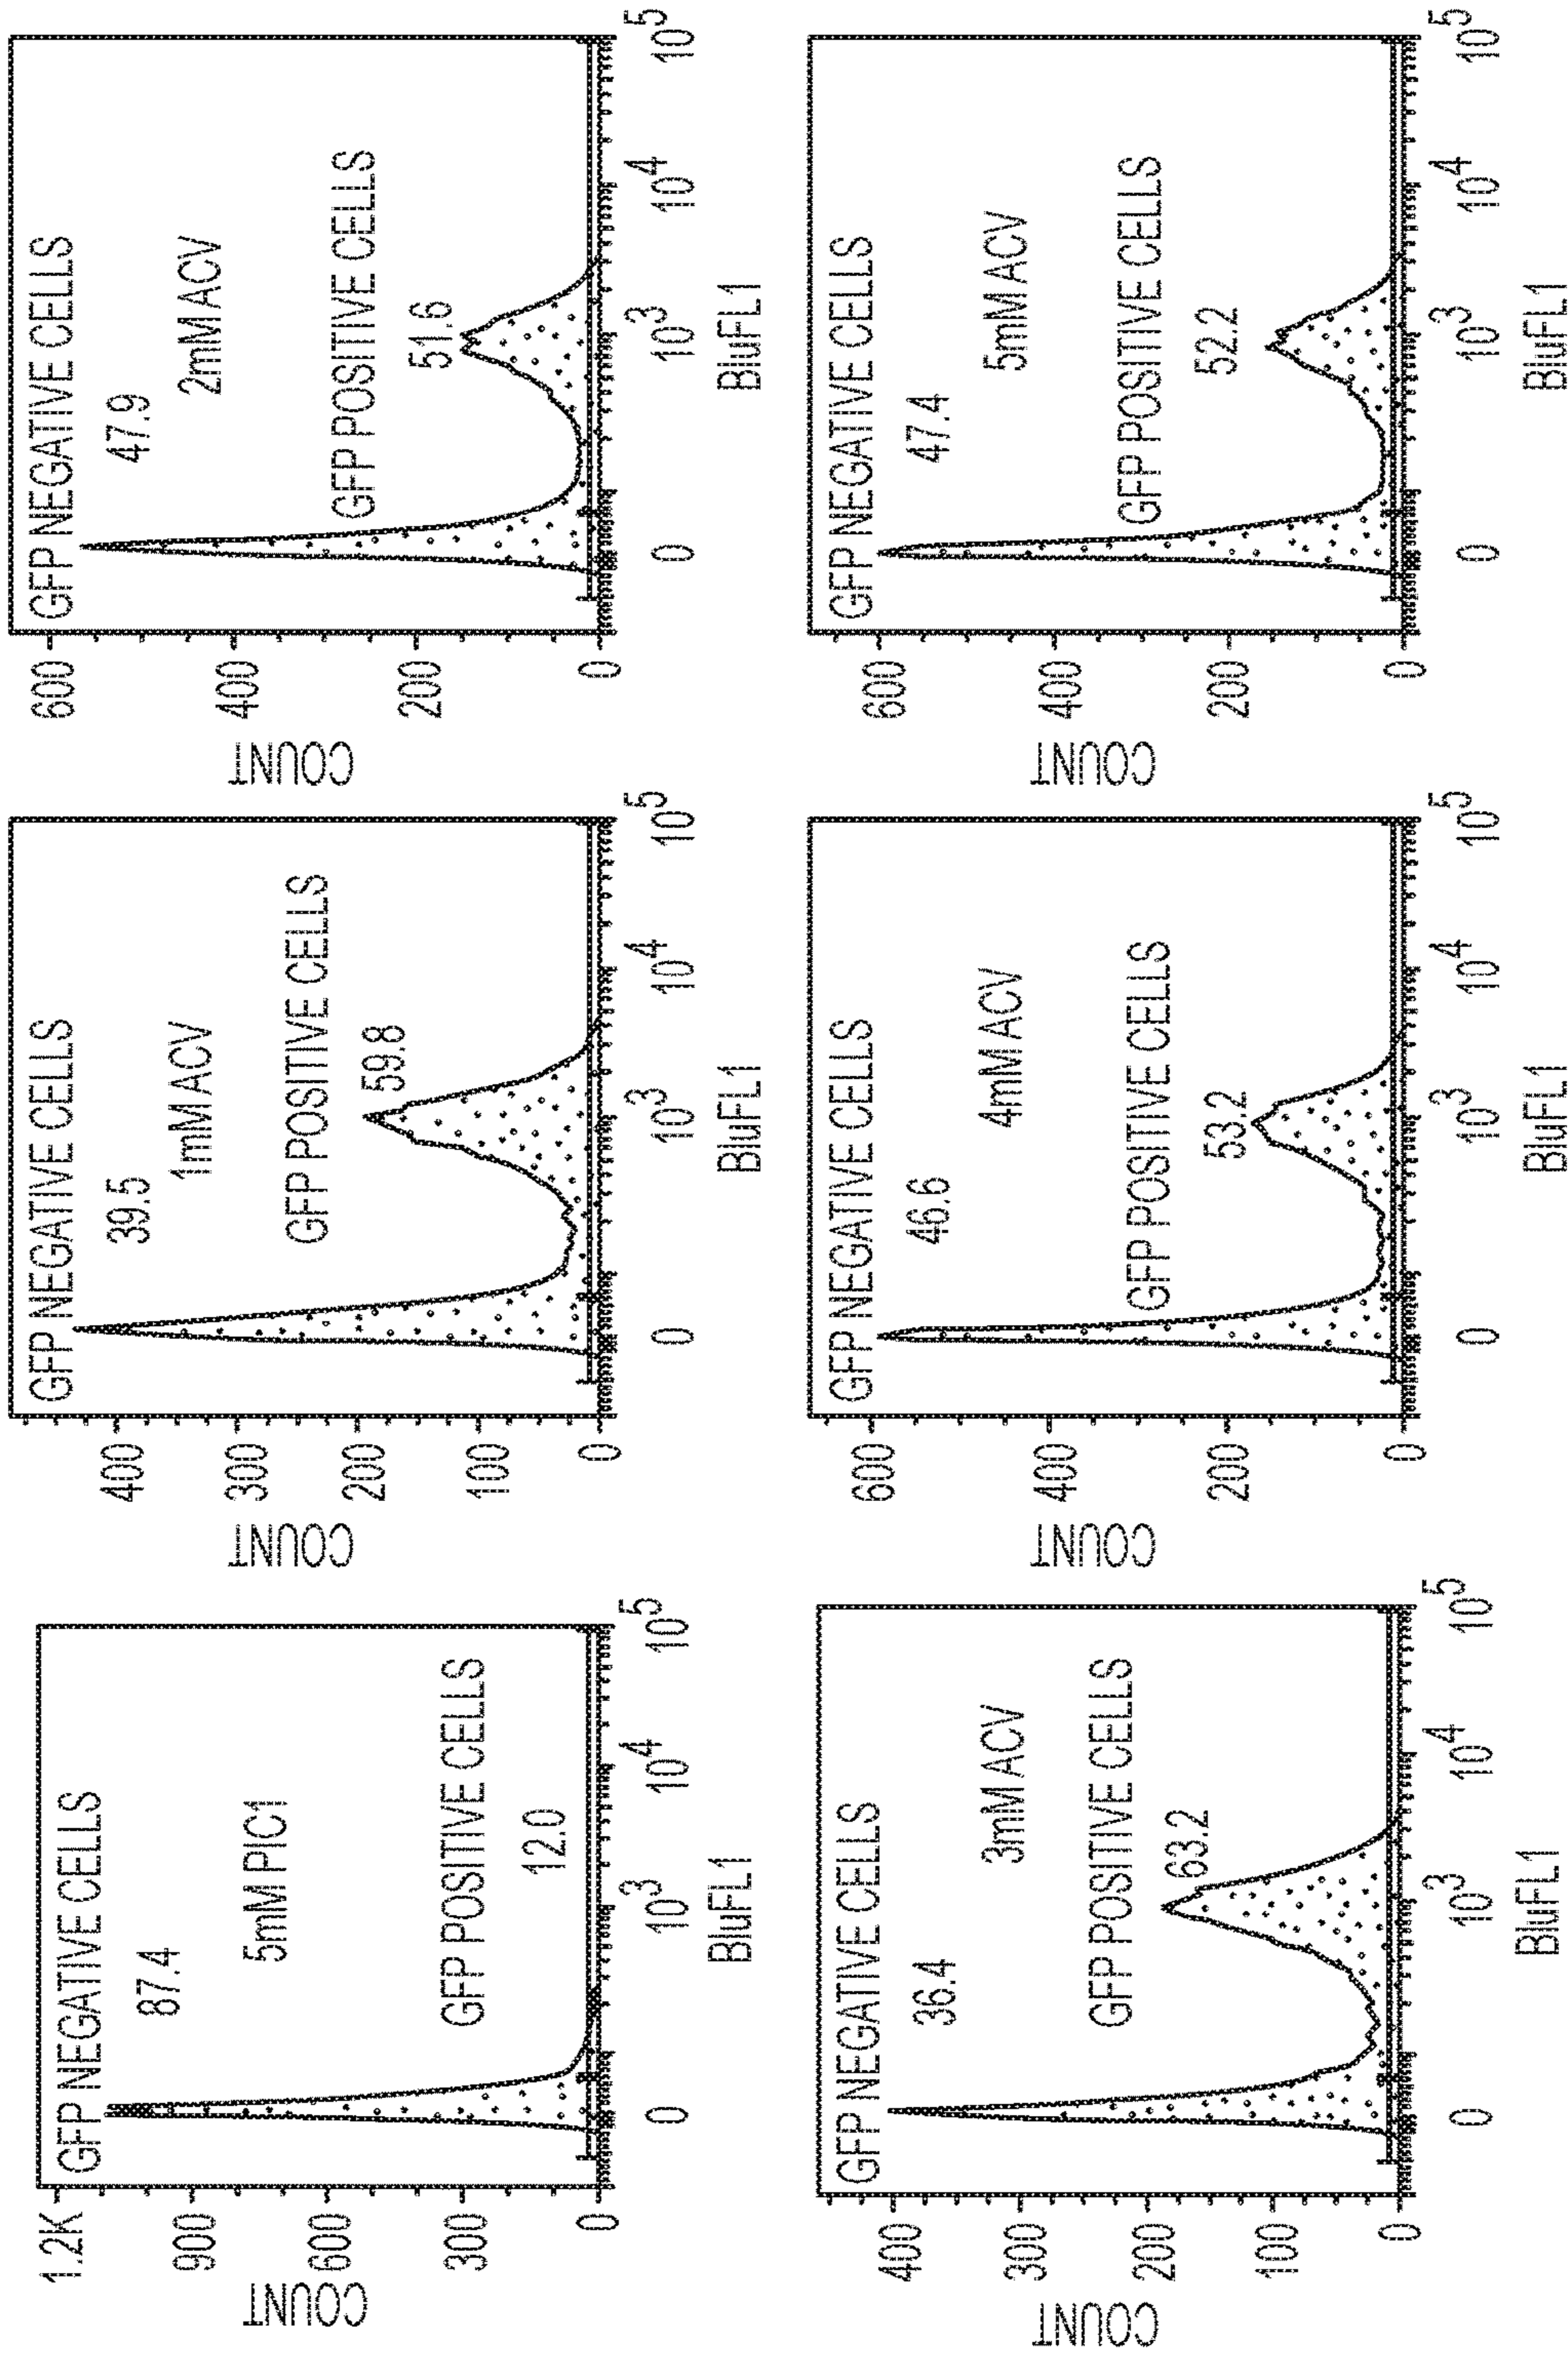 GFP NEGATIVE CELLS
87.4
5mM PIC1
GFP POSITIVE CELLS
12.0
1.2K
900
600
300
0
COUNT
0
10^3
10^4
10^5
BluFL1
GFP NEGATIVE CELLS
39.5
1mM ACV
GFP POSITIVE CELLS
59.8
400
300
200
100
0
COUNT
0
10^3
10^4
10^5
BluFL1
GFP NEGATIVE CELLS
47.9
2mM ACV
GFP POSITIVE CELLS
51.6
600
400
200
0
COUNT
0
10^3
10^4
10^5
BluFL1
GFP NEGATIVE CELLS
36.4
3mM ACV
GFP POSITIVE CELLS
63.2
400
300
200
100
0
COUNT
0
10^3
10^4
10^5
BluFL1
GFP NEGATIVE CELLS
46.6
4mM ACV
GFP POSITIVE CELLS
53.2
600
400
200
0
COUNT
0
10^3
10^4
10^5
BluFL1
GFP NEGATIVE CELLS
47.4
5mM ACV
GFP POSITIVE CELLS
52.2
600
400
200
0
COUNT
0
10^3
10^4
10^5
BluFL1